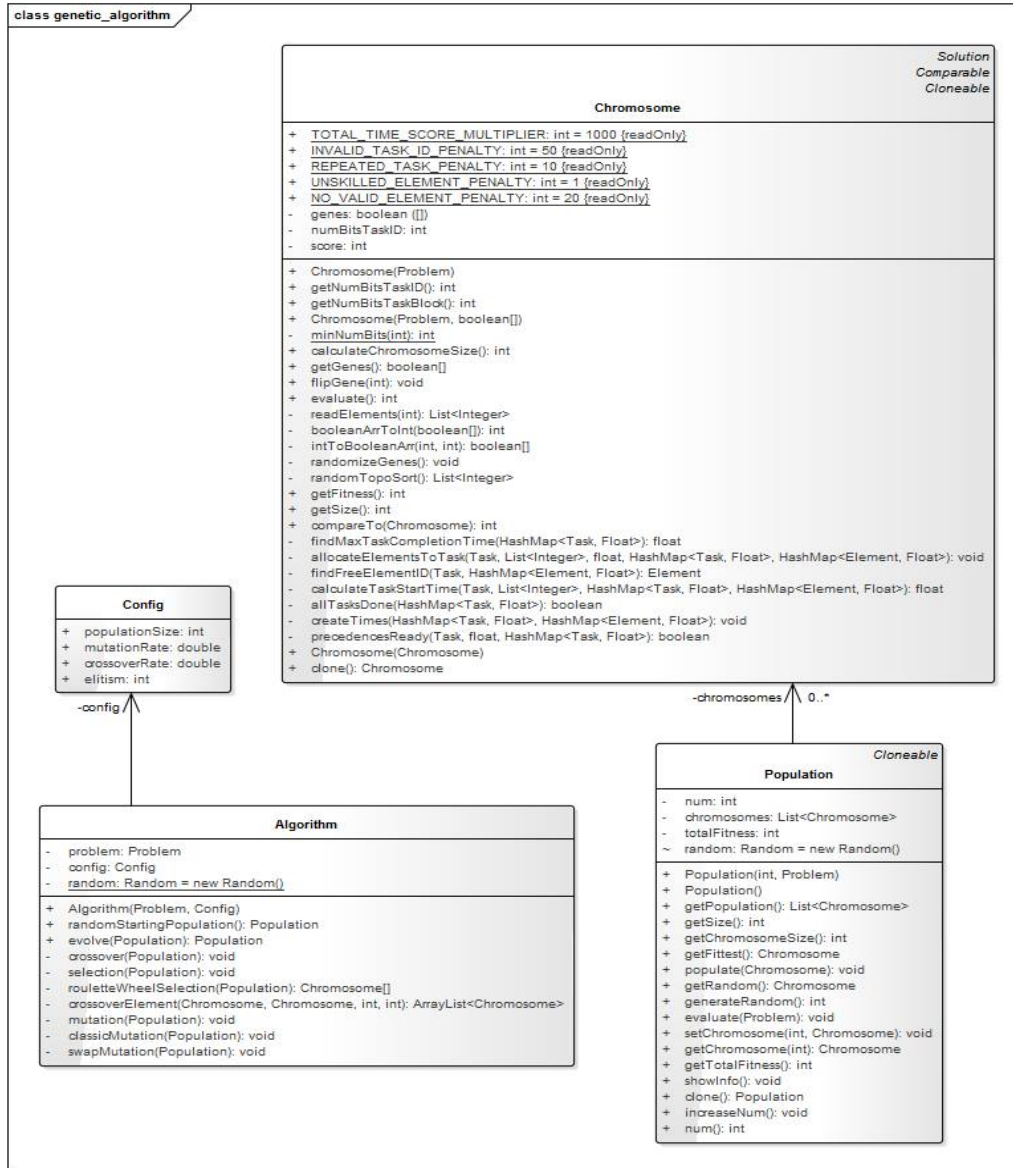 class genetic_algorithm
Solution
Comparable
Cloneable
Chromosome
+ TOTAL_TIME_SCORE_MULTIPLIER: int = 1000 {readOnly}
+ INVALID_TASK_ID_PENALTY: int = 50 {readOnly}
+ REPEATED_TASK_PENALTY: int = 10 {readOnly}
+ UNSKILLED_ELEMENT_PENALTY: int = 1 {readOnly}
+ NO_VALID_ELEMENT_PENALTY: int = 20 {readOnly}
- genes: boolean ([])
- numBitsTaskID: int
- score: int
+ Chromosome(Problem)
+ getNumBitsTaskID(): int
+ getNumBitsTaskBlock(): int
+ Chromosome(Problem, boolean[])
- minNumBits(int): int
+ calculateChromosomeSize(): int
+ getGenes(): boolean[]
+ flipGene(int): void
+ evaluate(): int
- readElements(int): List<Integer>
- booleanArrToInt(boolean[]): int
- intToBooleanArr(int, int): boolean[]
- randomizeGenes(): void
- randomTopoSort(): List<Integer>
+ getFitness(): int
+ getSize(): int
+ compareTo(Chromosome): int
- findMaxTaskCompletionTime(HashMap<Task, Float>): float
- allocateElementsToTask(Task, List<Integer>, float, HashMap<Task, Float>, HashMap<Element, Float>): void
- findFreeElementID(Task, HashMap<Element, Float>): Element
- calculateTaskStartTime(Task, List<Integer>, HashMap<Task, Float>, HashMap<Element, Float>): float
- allTasksDone(HashMap<Task, Float>): boolean
- createTimes(HashMap<Task, Float>, HashMap<Element, Float>): void
- precedencesReady(Task, float, HashMap<Task, Float>): boolean
+ Chromosome(Chromosome)
+ clone(): Chromosome
Config
+ populationSize: int
+ mutationRate: double
+ crossoverRate: double
+ elitism: int
-config
-chromosomes 0..*
Algorithm
- problem: Problem
- config: Config
- random: Random = new Random()
+ Algorithm(Problem, Config)
+ randomStartingPopulation(): Population
+ evolve(Population): Population
- crossover(Population): void
- selection(Population): void
- rouletteWheelSelection(Population): Chromosome[]
- crossoverElement(Chromosome, Chromosome, int, int): ArrayList<Chromosome>
- mutation(Population): void
- classicMutation(Population): void
- swapMutation(Population): void
Cloneable
Population
- num: int
- chromosomes: List<Chromosome>
- totalFitness: int
~ random: Random = new Random()
+ Population(int, Problem)
+ Population()
+ getPopulation(): List<Chromosome>
+ getSize(): int
+ getChromosomeSize(): int
+ getFittest(): Chromosome
+ populate(Chromosome): void
+ getRandom(): Chromosome
+ generateRandom(): int
+ evaluate(Problem): void
+ setChromosome(int, Chromosome): void
+ getChromosome(int): Chromosome
+ getTotalFitness(): int
+ showInfo(): void
+ clone(): Population
+ increaseNum(): void
+ num(): int